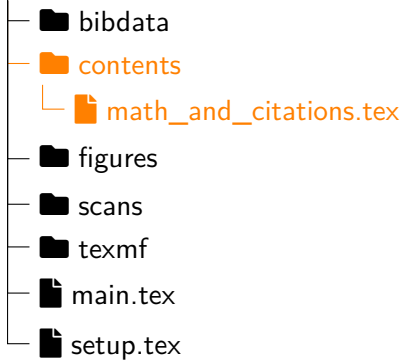 bibdata
contents
math_and_citations.tex
figures
scans
texmf
main.tex
setup.tex